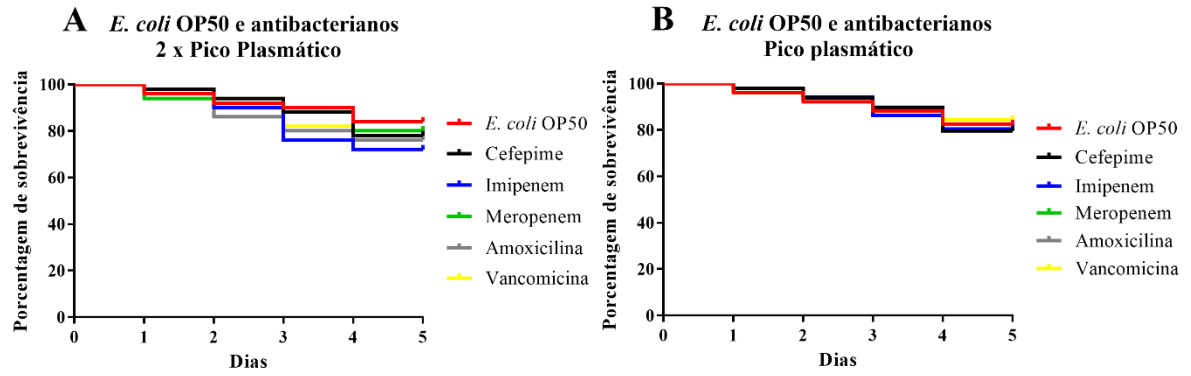 A E. coli OP50 e antibacterianos
2 x Pico Plasmático
Porcentagem de sobrevivência
100
80
60
40
20
0
0 1 2 3 4 5
Dias
E. coli OP50
Cefepime
Imipenem
Meropenem
Amoxicilina
Vancomicina
B E. coli OP50 e antibacterianos
Pico plasmático
Porcentagem de sobrevivência
100
80
60
40
20
0
0 1 2 3 4 5
Dias
E. coli OP50
Cefepime
Imipenem
Meropenem
Amoxicilina
Vancomicina